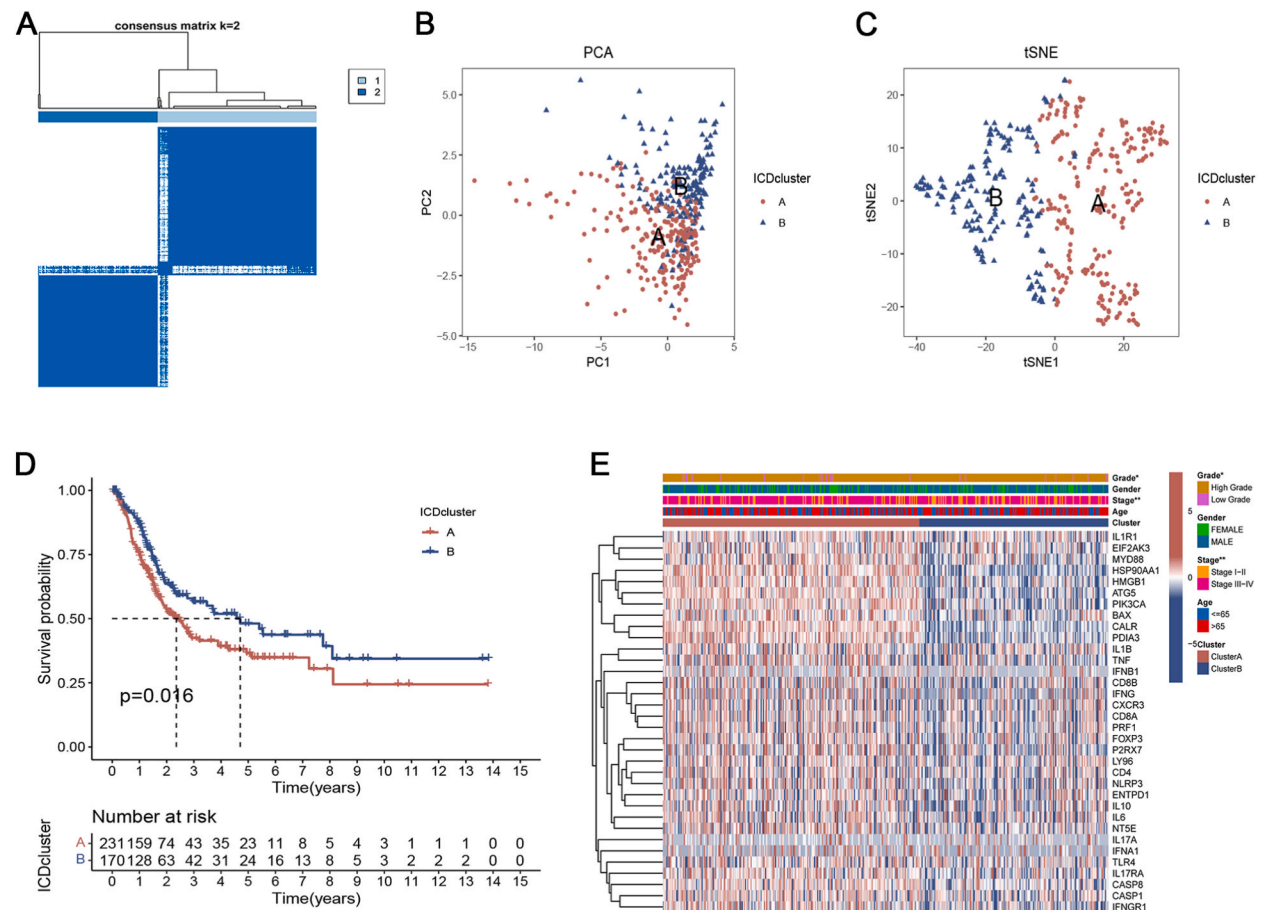 A
consensus matrix k=2
1
2
B
PCA
5.0
2.5
0.0
−2.5
−5.0
PC2
B
A
−15
−10
−5
0
5
PC1
ICDcluster
A
B
C
tSNE
20
10
0
−10
−20
tSNE2
B
A
−40
−20
0
20
tSNE1
ICDcluster
A
B
D
1.00
0.75
0.50
0.25
0.00
Survival probability
p=0.016
ICDcluster
A
B
0 1 2 3 4 5 6 7 8 9 10 11 12 13 14 15
Time(years)
Number at risk
ICDcluster
A 231 159 74 43 35 23 11 8 5 4 3 1 1 1 0 0
B 170 128 63 42 31 24 16 13 8 5 3 2 2 2 0 0
0 1 2 3 4 5 6 7 8 9 10 11 12 13 14 15
Time(years)
E
Grade*
Gender
Stage**
Age
Cluster
IL1R1
EIF2AK3
MYD88
HSP90AA1
HMGB1
ATG5
PIK3CA
BAX
CALR
PDIA3
IL1B
TNF
IFNB1
CD8B
IFNG
CXCR3
CD8A
PRF1
FOXP3
P2RX7
LY96
CD4
NLRP3
ENTPD1
IL10
IL6
NT5E
IL17A
IFNA1
TLR4
IL17RA
CASP8
CASP1
IFNGR1
5
0
−5
Grade*
High Grade
Low Grade
Gender
FEMALE
MALE
Stage**
Stage I−II
Stage III−IV
Age
<=65
>65
Cluster
ClusterA
ClusterB